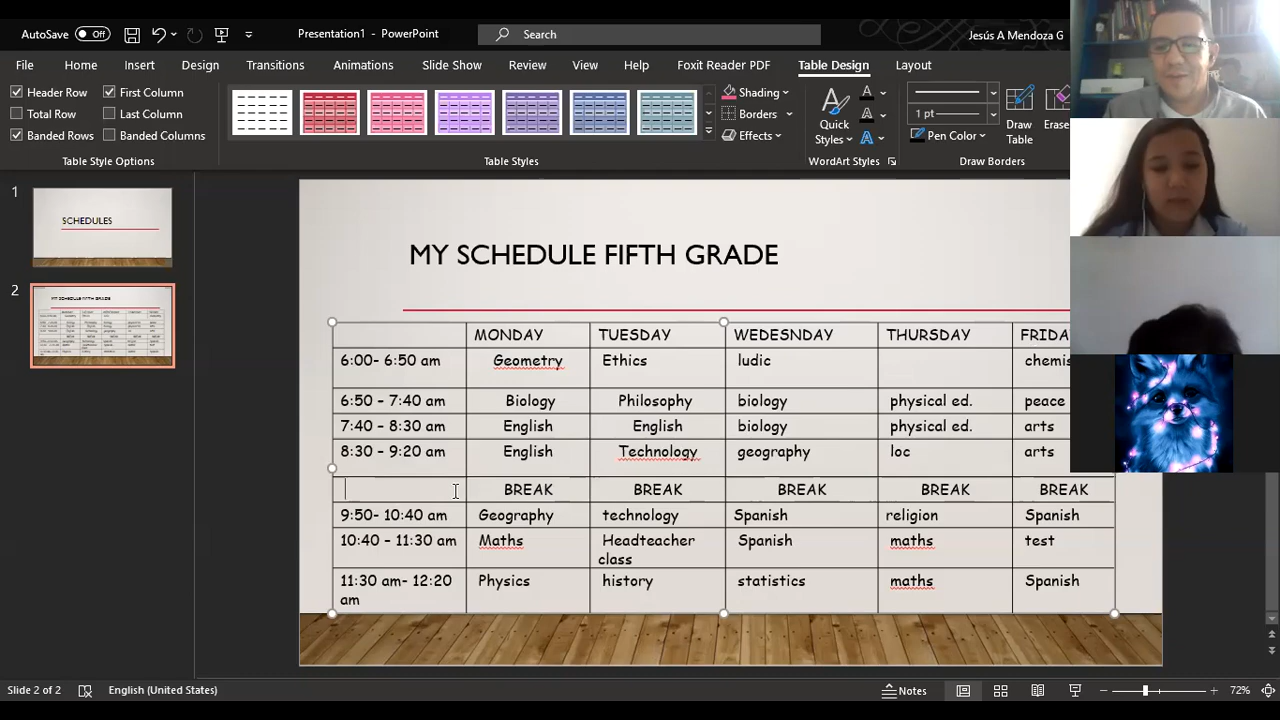 AutoSave Off Presentation1 - PowerPoint Search Jesús A Mendoza G
File Home Insert Design Transitions Animations Slide Show Review View Help Foxit Reader PDF Table Design Layout
Header Row First Column
Total Row Last Column
Banded Rows Banded Columns
Table Style Options
Table Styles
Shading
Borders
Effects
Quick
Styles
WordArt Styles
1 pt
Pen Color
Draw
Table
Draw Borders
1
SCHEDULES
2
MY SCHEDULE FIFTH GRADE
MY SCHEDULE FIFTH GRADE
MONDAY TUESDAY WEDESNDAY THURSDAY
6:00- 6:50 am Geometry Ethics ludic
6:50 – 7:40 am Biology Philosophy biology physical ed. peace
7:40 – 8:30 am English English biology physical ed. arts
8:30 – 9:20 am English Technology geography loc arts
BREAK BREAK BREAK BREAK BREAK
9:50- 10:40 am Geography technology Spanish religion Spanish
10:40 – 11:30 am Maths Headteacher class Spanish maths test
11:30 am- 12:20 am Physics history statistics maths Spanish
Slide 2 of 2 English (United States) Notes 72%